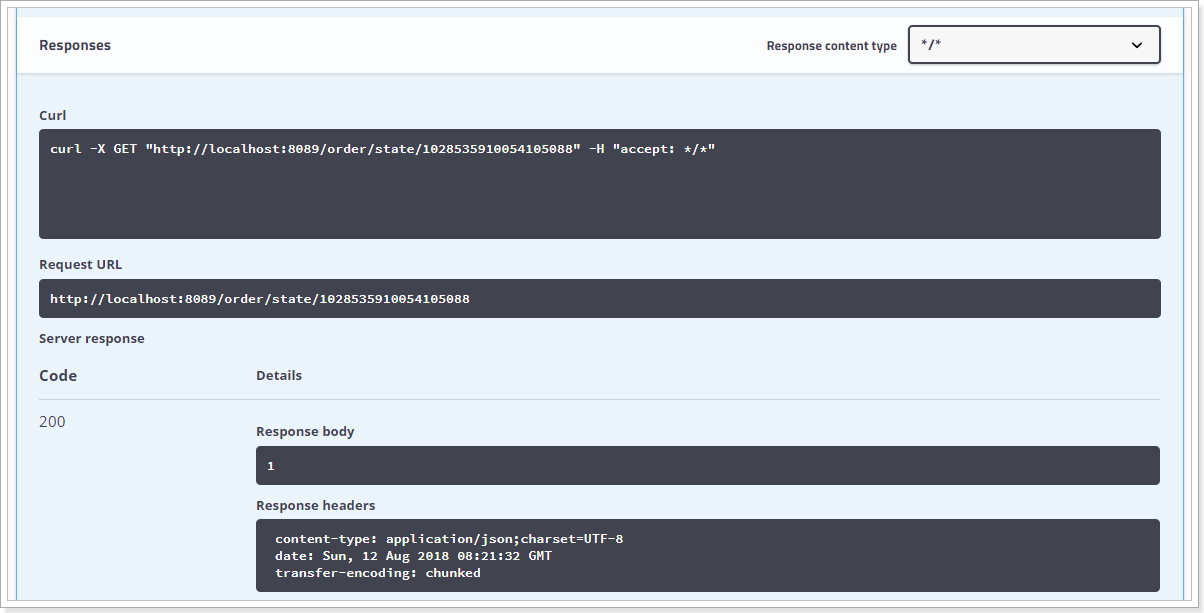 Responses
Response content type
*/*
Curl
curl -X GET "http://localhost:8089/order/state/1028535910054105088" -H "accept: */*"
Request URL
http://localhost:8089/order/state/1028535910054105088
Server response
Code Details
200
Response body
1
Response headers
content-type: application/json;charset=UTF-8
date: Sun, 12 Aug 2018 08:21:32 GMT
transfer-encoding: chunked